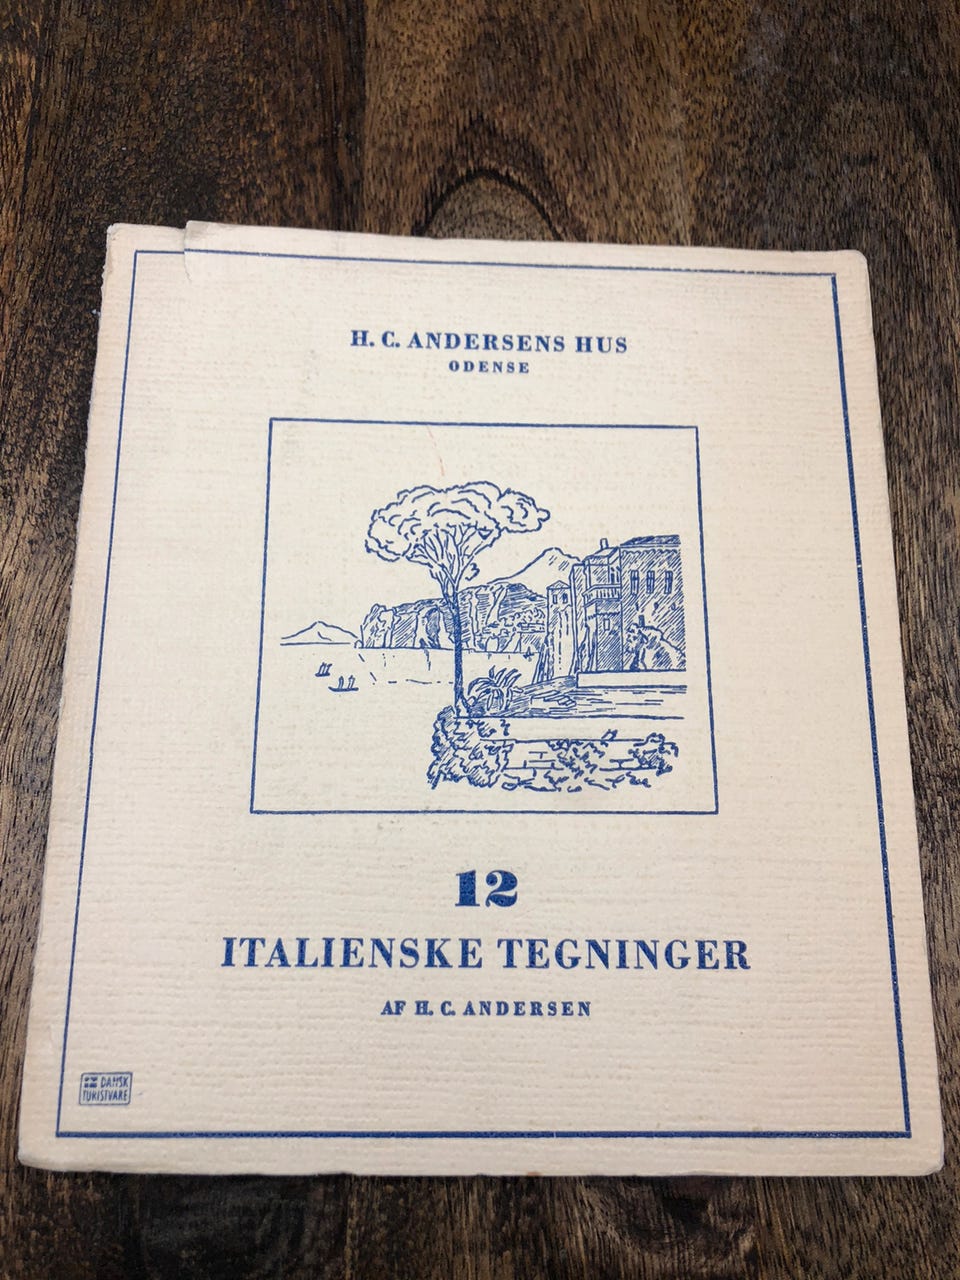 H. C. ANDERSENS HUS
ODENSE
12
ITALIENSKE TEGNINGER
AF H. C. ANDERSEN
DANSK
TURISTVARE